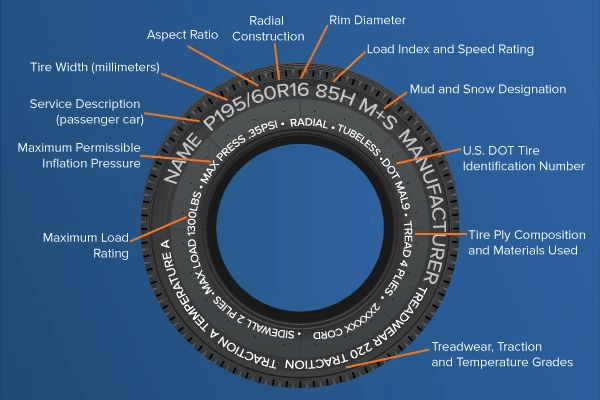 Radial
Construction
Rim Diameter
Aspect Ratio
Load Index and Speed Rating
Tire Width (millimeters)
Mud and Snow Designation
Service Description
(passenger car)
Maximum Permissible
Inflation Pressure
U.S. DOT Tire
Identification Number
Maximum Load
Rating
Tire Ply Composition
and Materials Used
Treadwear, Traction
and Temperature Grades
NAME P195/60R16 85H M+S MANUFACTURER
TREADWEAR 220 TRACTION TRACTION A TEMPERATURE A
MAX LOAD 1300LBS • MAX PRESS .35PSI • RADIAL • TUBELESS • DOT MAL9 • TREAD 4 PLIES • 2XXXXX CORD
• SIDEWALL 2 PLIES.